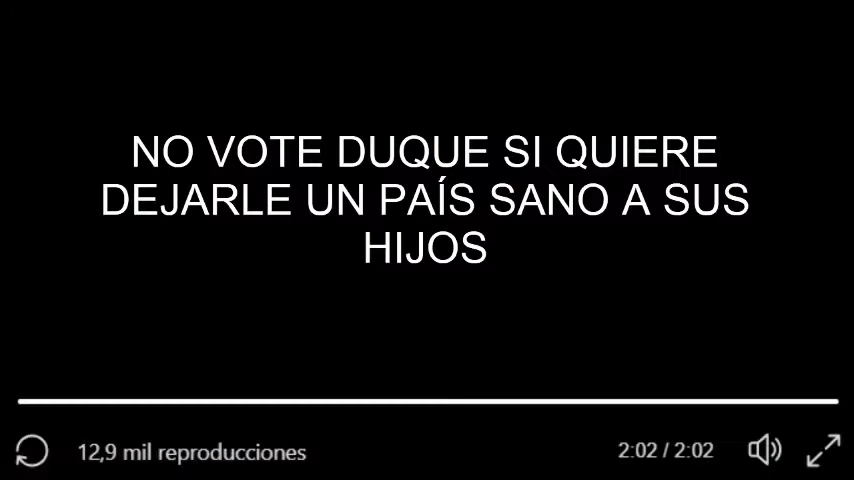 NO VOTE DUQUE SI QUIERE
DEJARLE UN PAÍS SANO A SUS
HIJOS
12,9 mil reproducciones
2:02 / 2:02